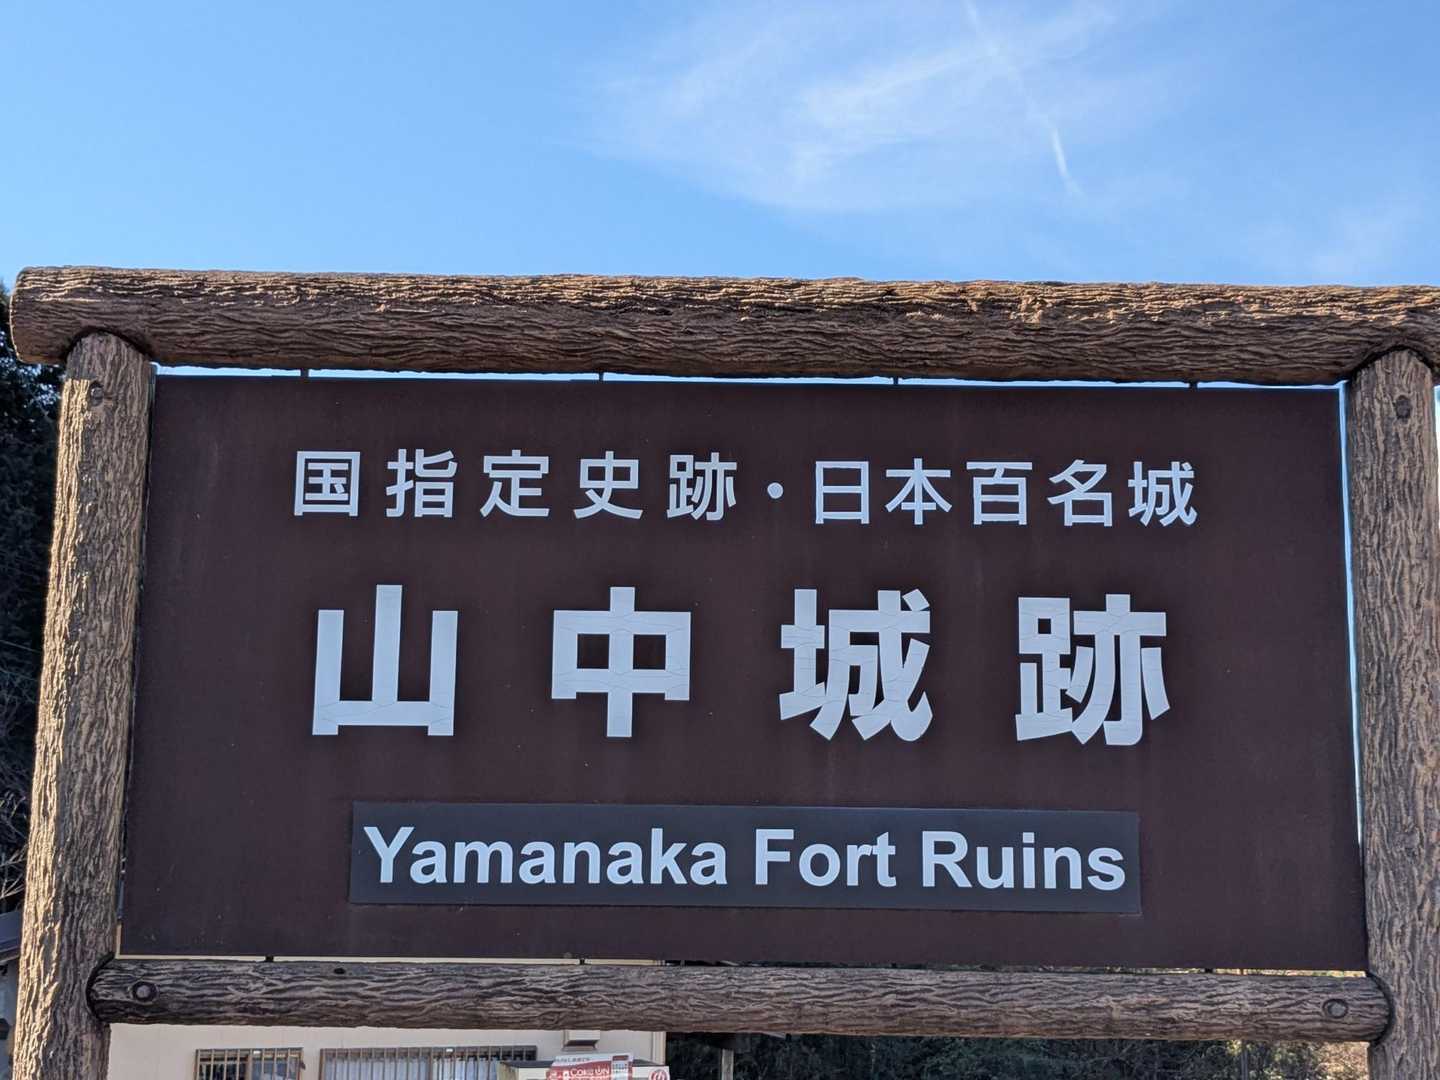 国指定史跡・日本百名城
山中城跡
Yamanaka Fort Ruins